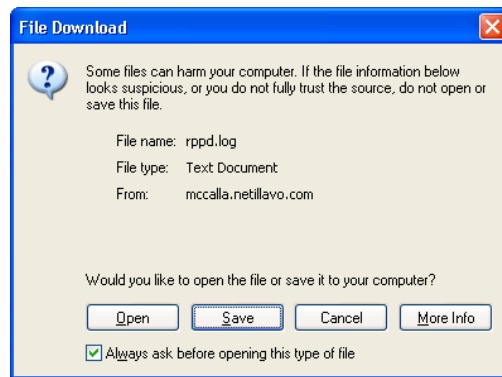 File Download
Some files can harm your computer. If the file information below
looks suspicious, or you do not fully trust the source, do not open or
save this file.
File name: rppd.log
File type: Text Document
From: mccalla.netillavo.com
Would you like to open the file or save it to your computer?
Open Save Cancel More Info
Always ask before opening this type of file